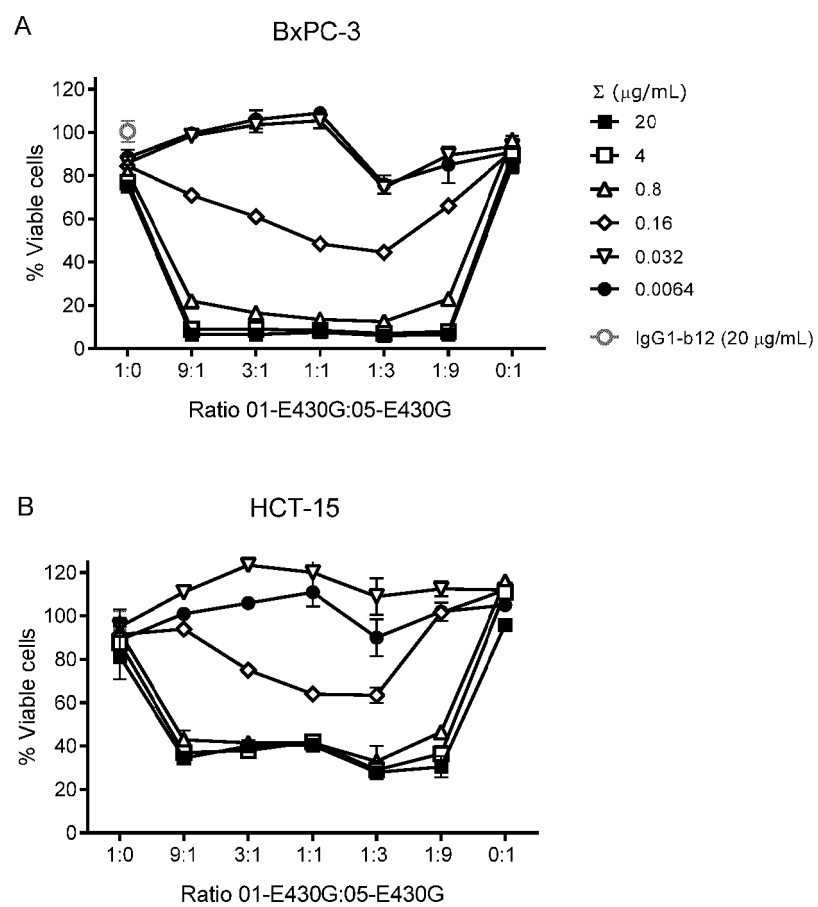 A
BxPC-3
120
100
80
60
40
20
0
% Viable cells
1:0 9:1 3:1 1:1 1:3 1:9 0:1
Ratio 01-E430G:05-E430G
Σ (μg/mL)
20
4
0.8
0.16
0.032
0.0064
IgG1-b12 (20 μg/mL)
B
HCT-15
120
100
80
60
40
20
0
% Viable cells
1:0 9:1 3:1 1:1 1:3 1:9 0:1
Ratio 01-E430G:05-E430G